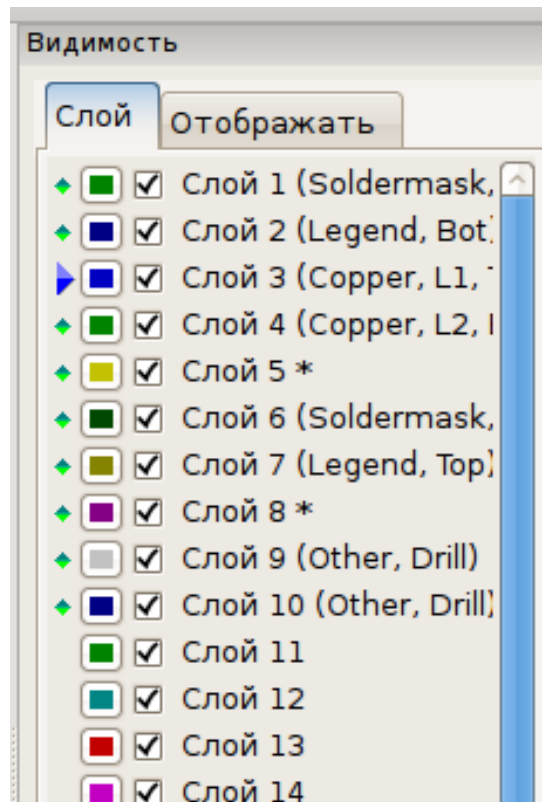 Видимость
Слой
Отображать
Слой 1 (Soldermask,
Слой 2 (Legend, Bot
Слой 3 (Copper, L1,
Слой 4 (Copper, L2,
Слой 5 *
Слой 6 (Soldermask,
Слой 7 (Legend, Top)
Слой 8 *
Слой 9 (Other, Drill)
Слой 10 (Other, Drill)
Слой 11
Слой 12
Слой 13
Слой 14